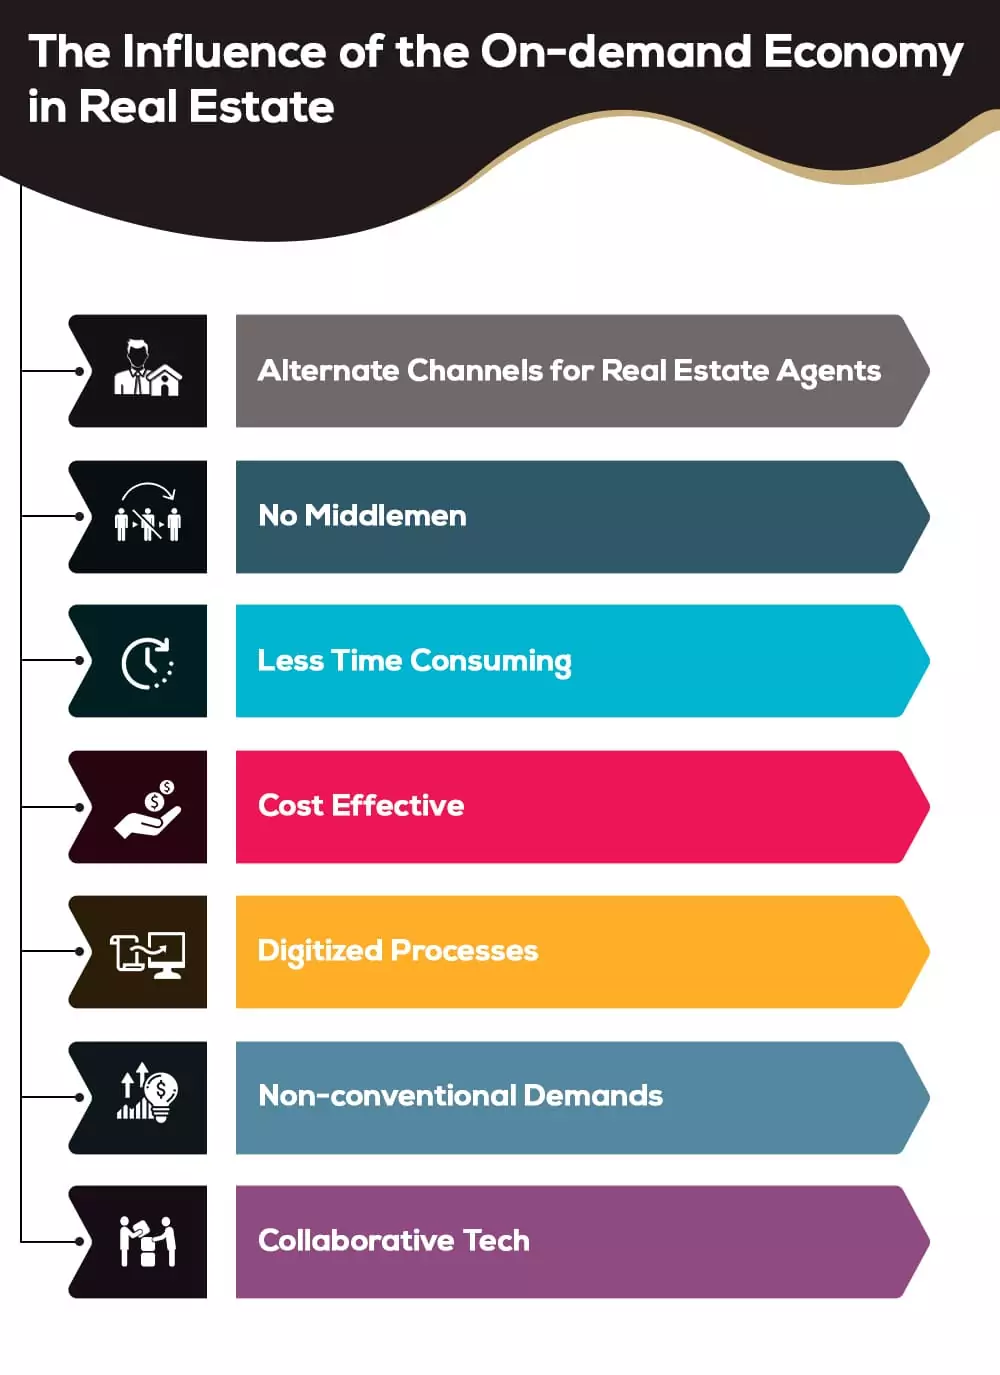 The Influence of the On-demand Economy
in Real Estate
Alternate Channels for Real Estate Agents
No Middlemen
Less Time Consuming
$
$
Cost Effective
Digitized Processes
$
Non-conventional Demands
Collaborative Tech